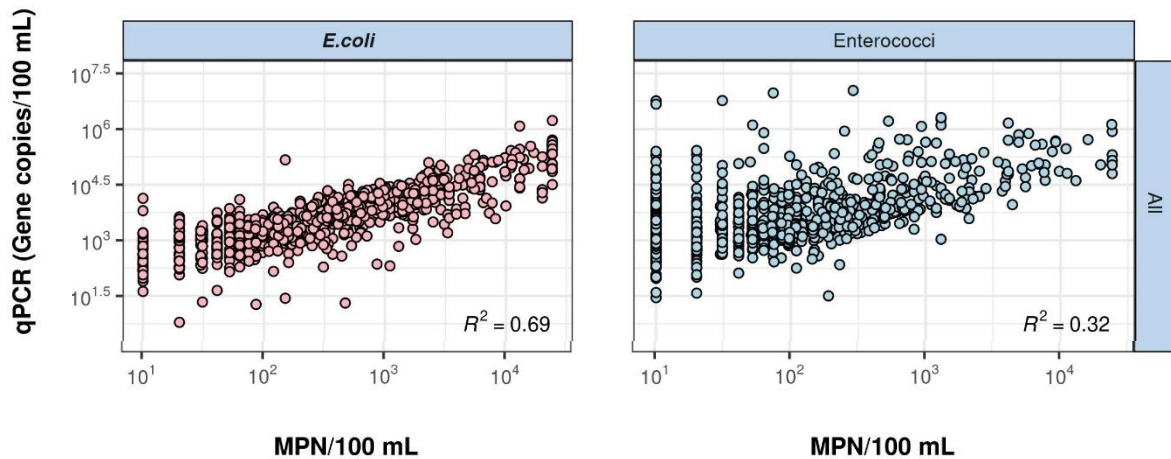 E.coli
Enterococci
qPCR (Gene copies/100 mL)
10^7.5
10^6
10^4.5
10^3
10^1.5
All
R² = 0.69
R² = 0.32
10^1 10^2 10^3 10^4
10^1 10^2 10^3 10^4
MPN/100 mL
MPN/100 mL